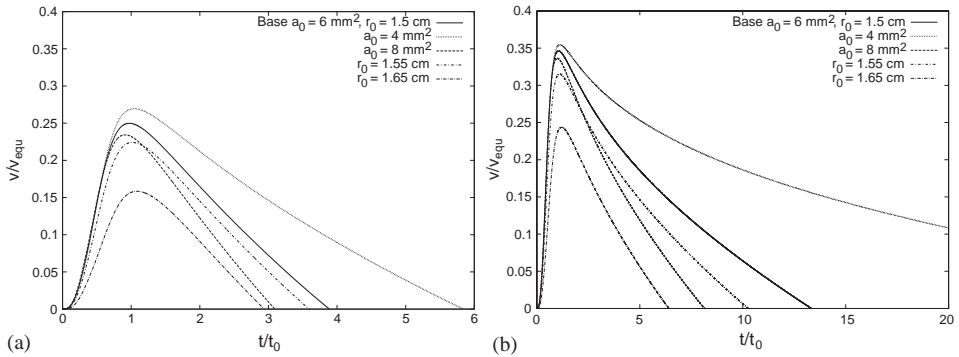 0.4
0.35
0.3
0.25
0.2
0.15
0.1
0.05
0
v/v_equ
Base a_0 = 6 mm^2, r_0 = 1.5 cm
a_0 = 4 mm^2
a_0 = 8 mm^2
r_0 = 1.55 cm
r_0 = 1.65 cm
0 1 2 3 4 5 6
t/t_0
(a)
0.4
0.35
0.3
0.25
0.2
0.15
0.1
0.05
0
v/v_equ
Base a_0 = 6 mm^2, r_0 = 1.5 cm
a_0 = 4 mm^2
a_0 = 8 mm^2
r_0 = 1.55 cm
r_0 = 1.65 cm
0 5 10 15 20
t/t_0
(b)